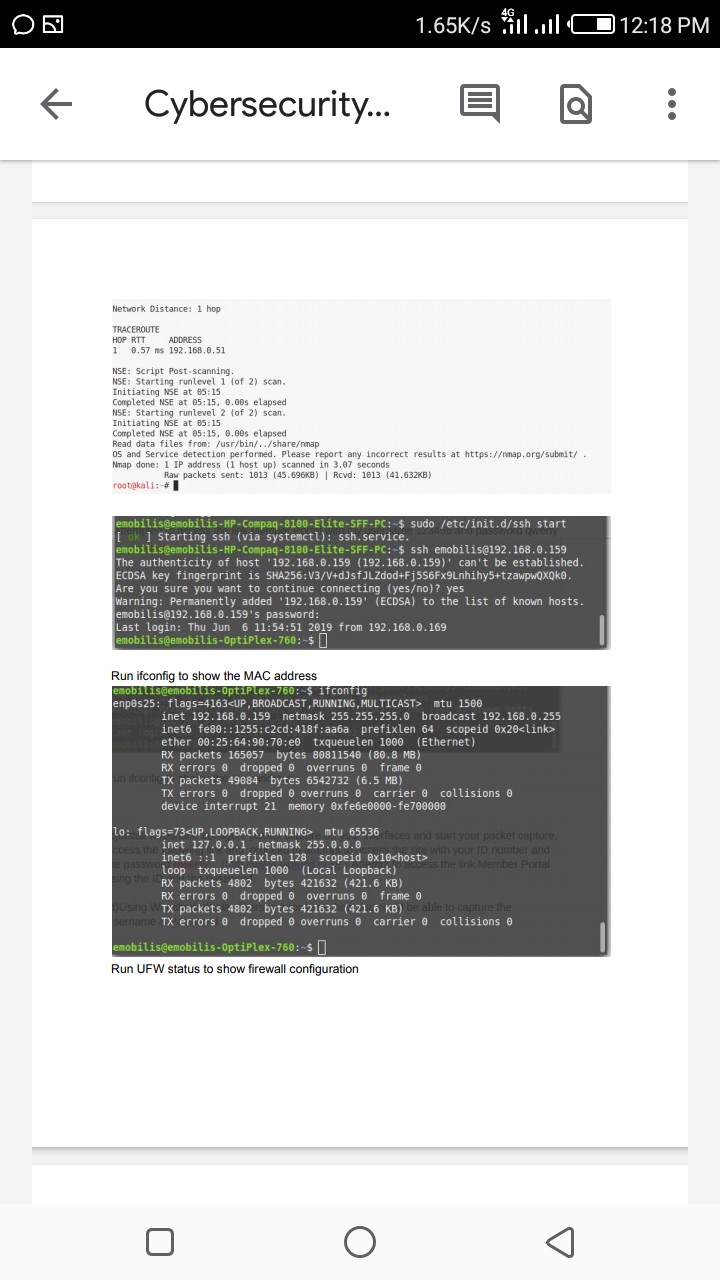 1.65K/s 4G 12:18 PM
Cybersecurity...
Network Distance: 1 hop
TRACEROUTE
HOP RTT ADDRESS
1 0.57 ms 192.168.0.51
NSE: Script Post-scanning.
NSE: Starting runlevel 1 (of 2) scan.
Initiating NSE at 05:15
Completed NSE at 05:15, 0.00s elapsed
NSE: Starting runlevel 2 (of 2) scan.
Initiating NSE at 05:15
Completed NSE at 05:15, 0.00s elapsed
Read data files from: /usr/bin/../share/nmap
OS and Service detection performed. Please report any incorrect results at https://nmap.org/submit/ .
Nmap done: 1 IP address (1 host up) scanned in 3.07 seconds
Raw packets sent: 1013 (45.696KB) | Rcvd: 1013 (41.632KB)
root@kali:~#
emobilis@emobilis-HP-Compaq-8100-Elite-SFF-PC:~$ sudo /etc/init.d/ssh start
[ ok ] Starting ssh (via systemctl): ssh.service.
emobilis@emobilis-HP-Compaq-8100-Elite-SFF-PC:~$ ssh emobilis@192.168.0.159
The authenticity of host '192.168.0.159 (192.168.0.159)' can't be established.
ECDSA key fingerprint is SHA256:V3/V+dJsfJLZdod+Fj5S6Fx9Lnhihy5+tzawpwQXQk0.
Are you sure you want to continue connecting (yes/no)? yes
Warning: Permanently added '192.168.0.159' (ECDSA) to the list of known hosts.
emobilis@192.168.0.159's password:
Last login: Thu Jun 6 11:54:51 2019 from 192.168.0.169
emobilis@emobilis-OptiPlex-760:~$
Run ifconfig to show the MAC address
emobilis@emobilis-OptiPlex-760:~$ ifconfig
enp0s25: flags=4163<UP,BROADCAST,RUNNING,MULTICAST> mtu 1500
inet 192.168.0.159 netmask 255.255.255.0 broadcast 192.168.0.255
inet6 fe80::1255:c2cd:418f:aa6a prefixlen 64 scopeid 0x20<link>
ether 00:25:64:90:70:e0 txqueuelen 1000 (Ethernet)
RX packets 165057 bytes 80811540 (80.8 MB)
RX errors 0 dropped 0 overruns 0 frame 0
TX packets 49084 bytes 6542732 (6.5 MB)
TX errors 0 dropped 0 overruns 0 carrier 0 collisions 0
device interrupt 21 memory 0xfe6e0000-fe700000
lo: flags=73<UP,LOOPBACK,RUNNING> mtu 65536
inet 127.0.0.1 netmask 255.0.0.0
inet6 ::1 prefixlen 128 scopeid 0x10<host>
loop txqueuelen 1000 (Local Loopback)
RX packets 4802 bytes 421632 (421.6 KB)
RX errors 0 dropped 0 overruns 0 frame 0
TX packets 4802 bytes 421632 (421.6 KB)
TX errors 0 dropped 0 overruns 0 carrier 0 collisions 0
emobilis@emobilis-OptiPlex-760:~$
Run UFW status to show firewall configuration